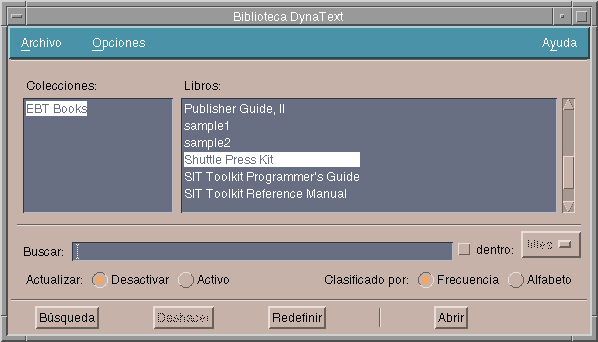 Biblioteca DynaText
Archivo Opciones Ayuda
Colecciones: Libros:
EBT Books
Publisher Guide, II
sample1
sample2
Shuttle Press Kit
SIT Toolkit Programmer's Guide
SIT Toolkit Reference Manual
Buscar: dentro:
Actualizar: Desactivar Activo Clasificado por: Frecuencia Alfabeto
Búsqueda Deshacer Redefinir Abrir